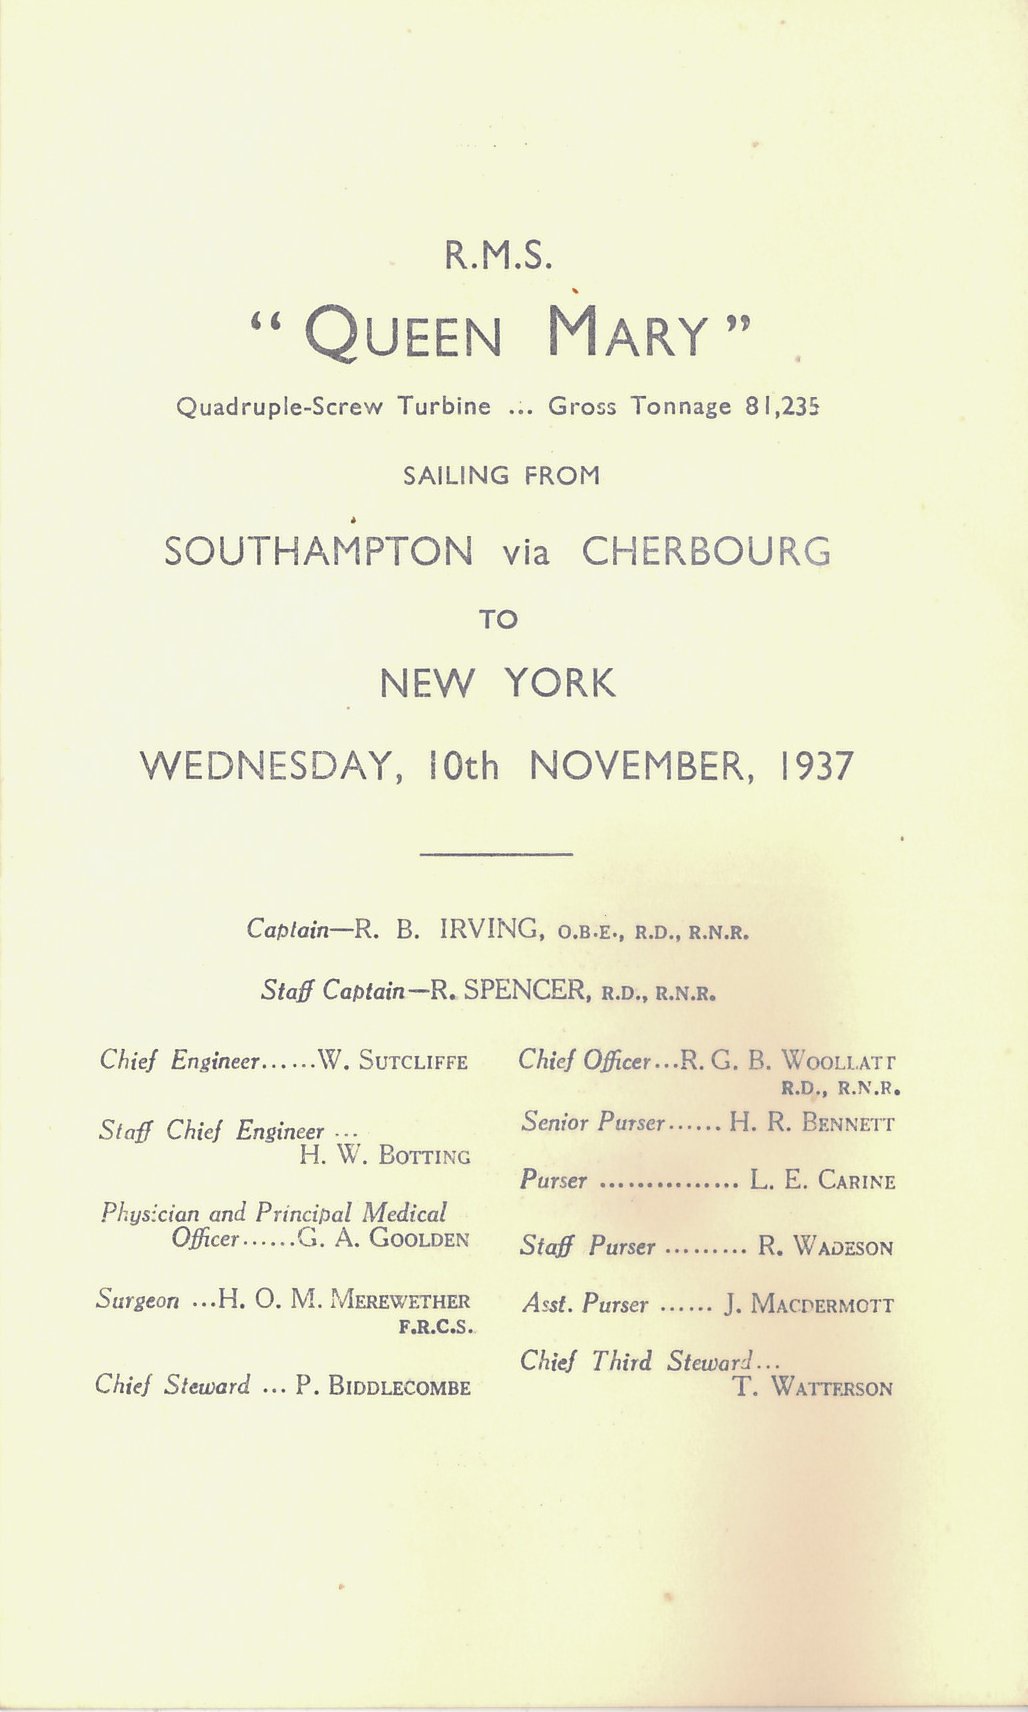 R.M.S.
“QUEEN MARY”
Quadruple-Screw Turbine ... Gross Tonnage 81,235
SAILING FROM
SOUTHAMPTON via CHERBOURG
TO
NEW YORK
WEDNESDAY, 10th NOVEMBER, 1937
Captain—R. B. IRVING, O.B.E., R.D., R.N.R.
Staff Captain—R. SPENCER, R.D., R.N.R.
Chief Engineer......W. SUTCLIFFE
Staff Chief Engineer ...
H. W. BOTTING
Physician and Principal Medical
Officer......G. A. GOOLDEN
Surgeon ...H. O. M. MEREWETHER
F.R.C.S.
Chief Steward ... P. BIDDLECOMBE
Chief Officer...R. G. B. WOOLLATT
R.D., R.N.R.
Senior Purser...... H. R. BENNETT
Purser ............... L. E. CARINE
Staff Purser ......... R. WADESON
Asst. Purser ...... J. MACDERMOTT
Chief Third Steward...
T. WATTERSON